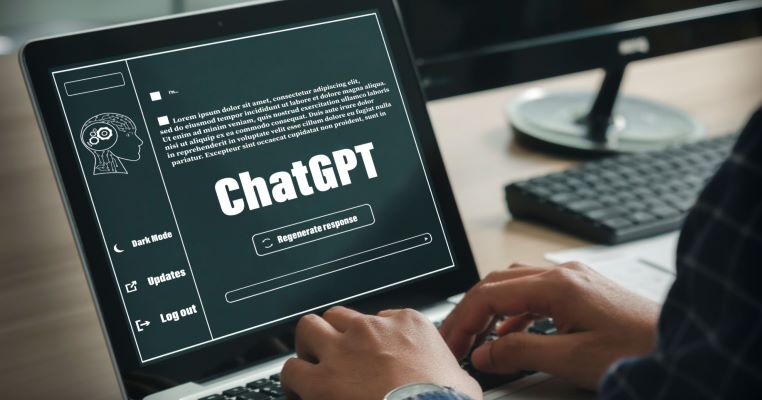 Lorem ipsum dolor sit amet, consectetur adipiscing elit,
sed do eiusmod tempor incididunt ut labore et dolore magna aliqua.
Ut enim ad minim veniam, quis nostrud exercitation ullamco laboris
nisi ut aliquip ex ea commodo consequat. Duis aute irure dolor
in reprehenderit in voluptate velit esse cillum dolore eu fugiat nulla
pariatur. Excepteur sint occaecat cupidatat non proident, sunt in
ChatGPT
Regenerate response
Dark Mode
Updates
Log out